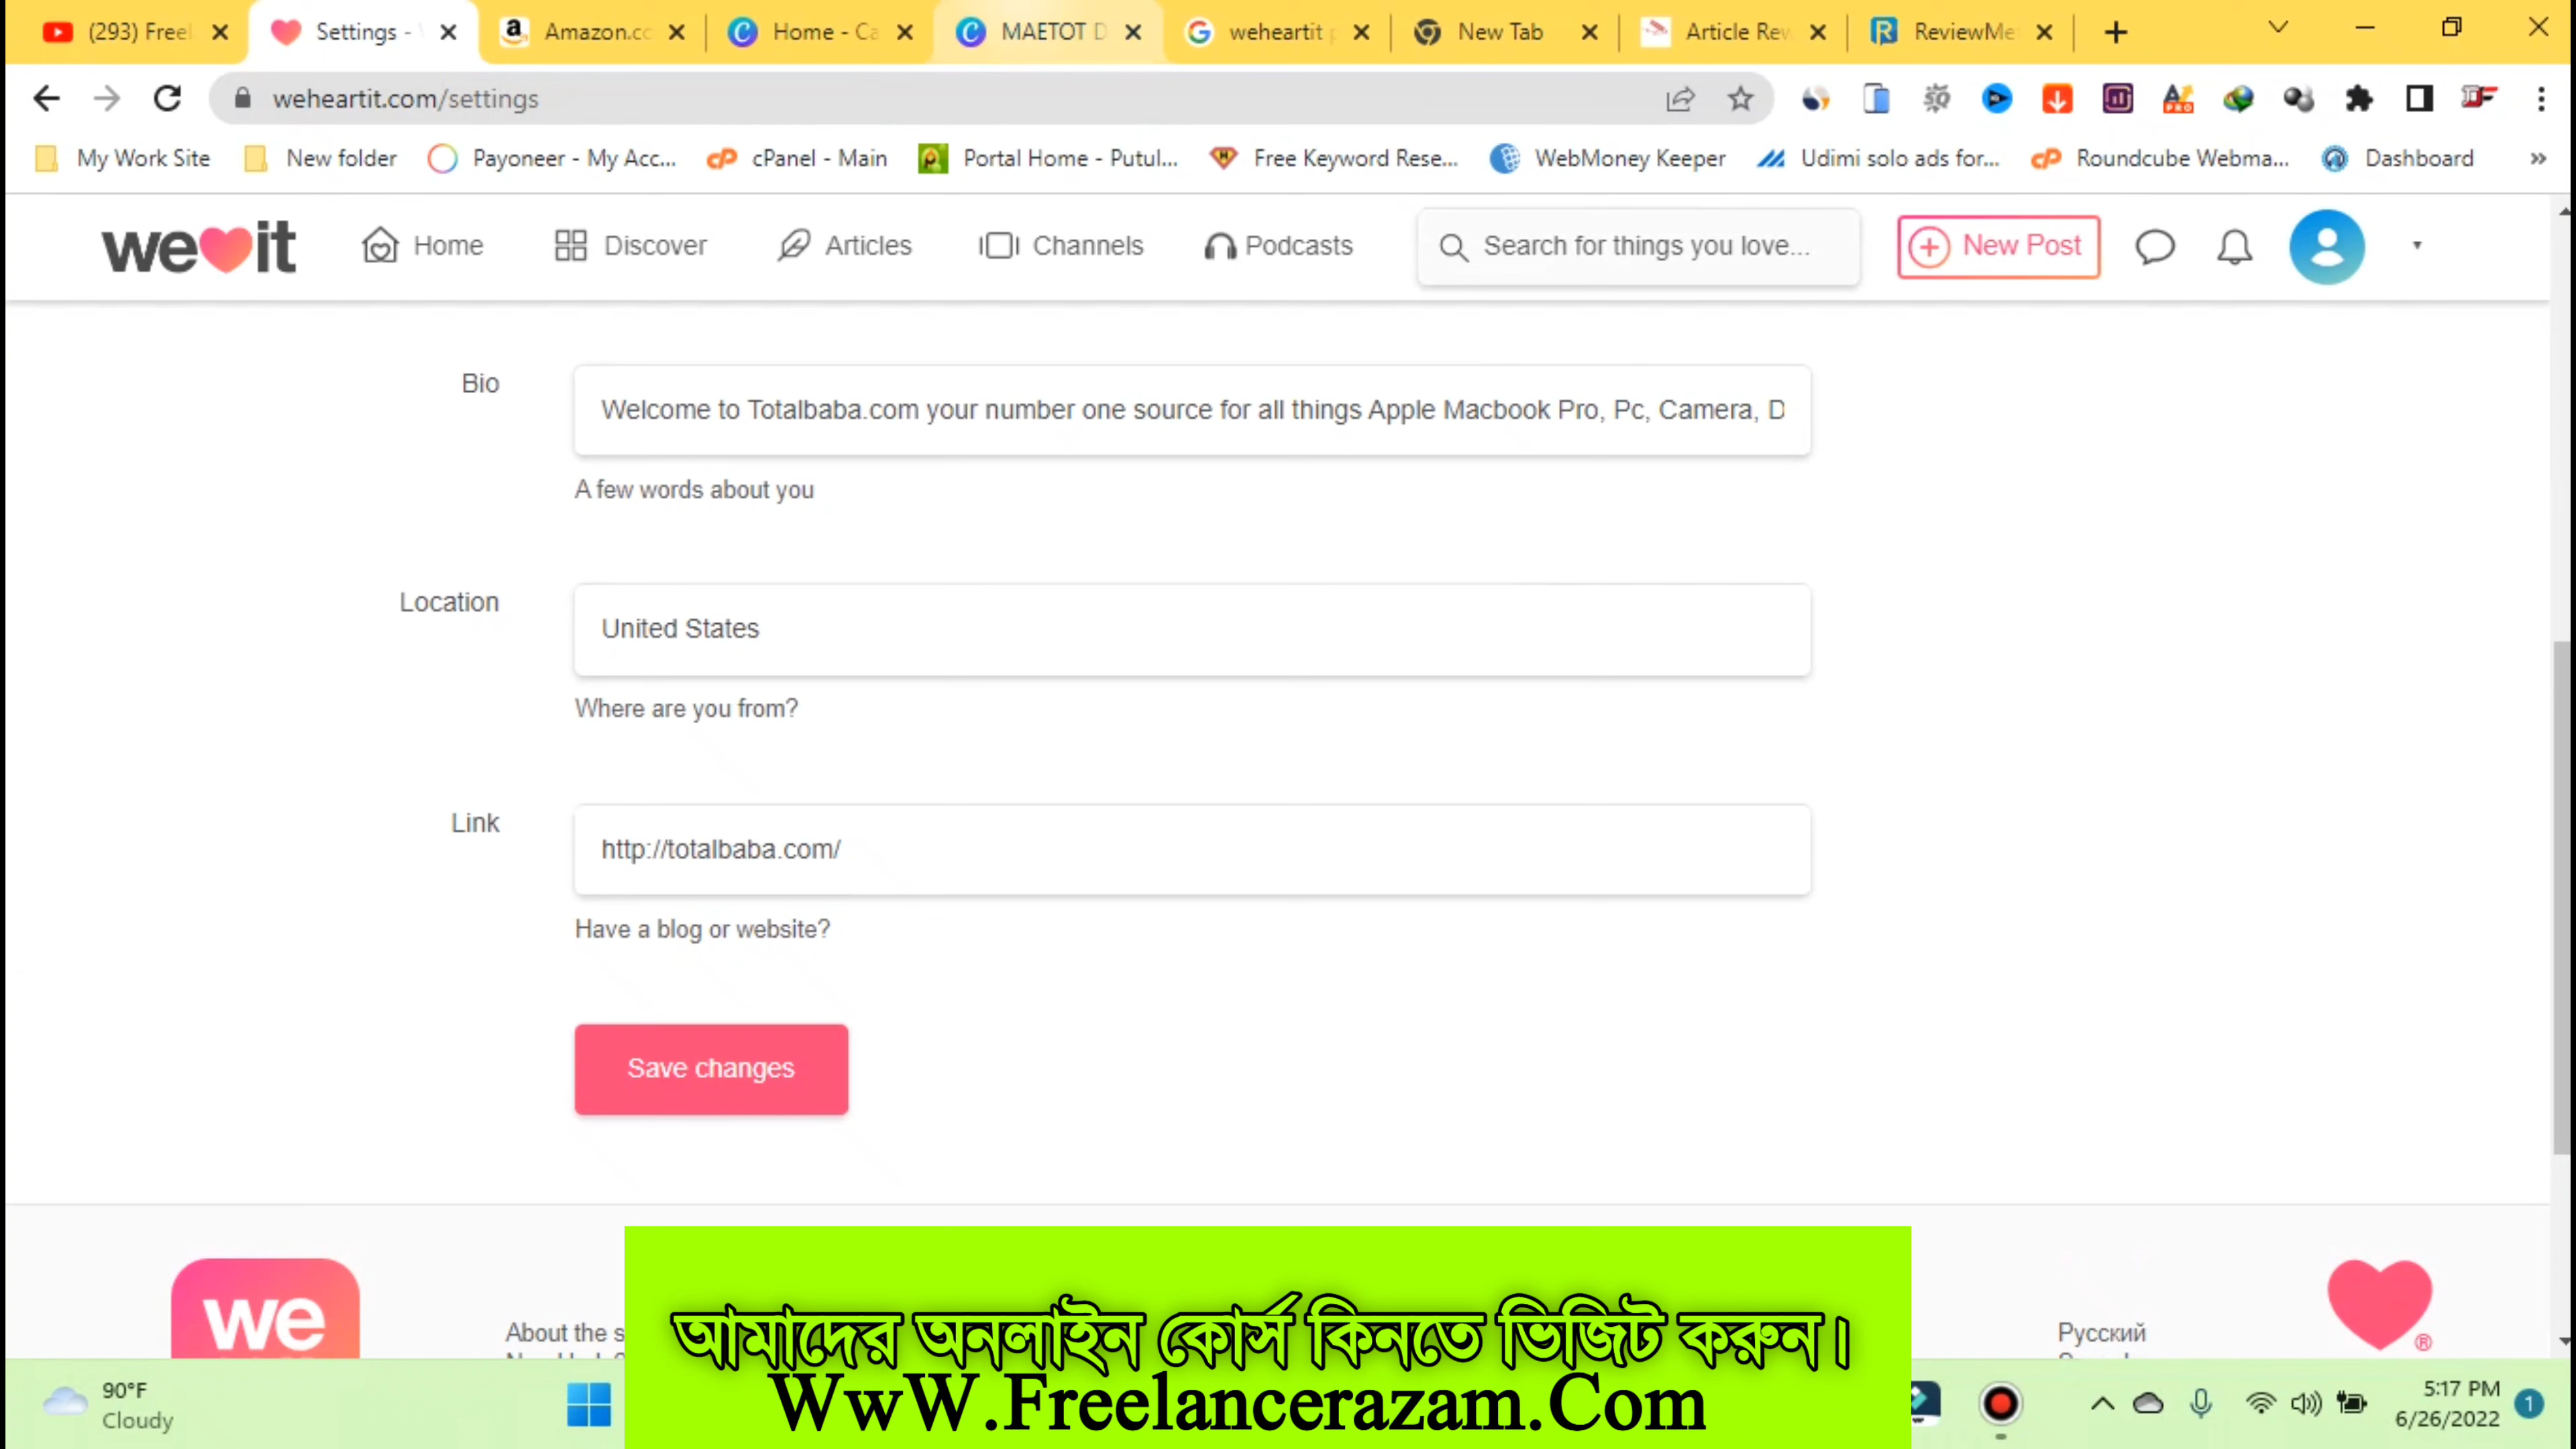 (293) Freel
Settings -
Amazon.cc
Home - Ca
MAETOT D
weheartit p
New Tab
Article Rev
ReviewMe
weheartit.com/settings
My Work Site
New folder
Payoneer - My Acc...
cPanel - Main
Portal Home - Putul...
Free Keyword Rese...
WebMoney Keeper
Udimi solo ads for...
Roundcube Webma...
Dashboard
we it
Home
Discover
Articles
Channels
Podcasts
Search for things you love...
New Post
Bio
Welcome to Totalbaba.com your number one source for all things Apple Macbook Pro, Pc, Camera, D
A few words about you
Location
United States
Where are you from?
Link
http://totalbaba.com/
Have a blog or website?
Save changes
we
About the s
Русский
আমাদের অনলাইন কোর্স কিনতে ভিজিট করুন।
WwW.Freelancerazam.Com
90°F
Cloudy
5:17 PM
6/26/2022
1